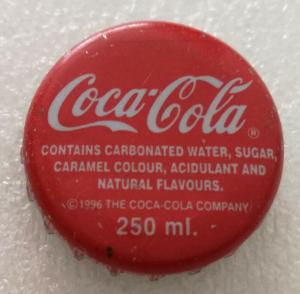 Coca-Cola®
CONTAINS CARBONATED WATER, SUGAR,
CARAMEL COLOUR, ACIDULANT AND
NATURAL FLAVOURS.
©1996 THE COCA-COLA COMPANY
250 ml.